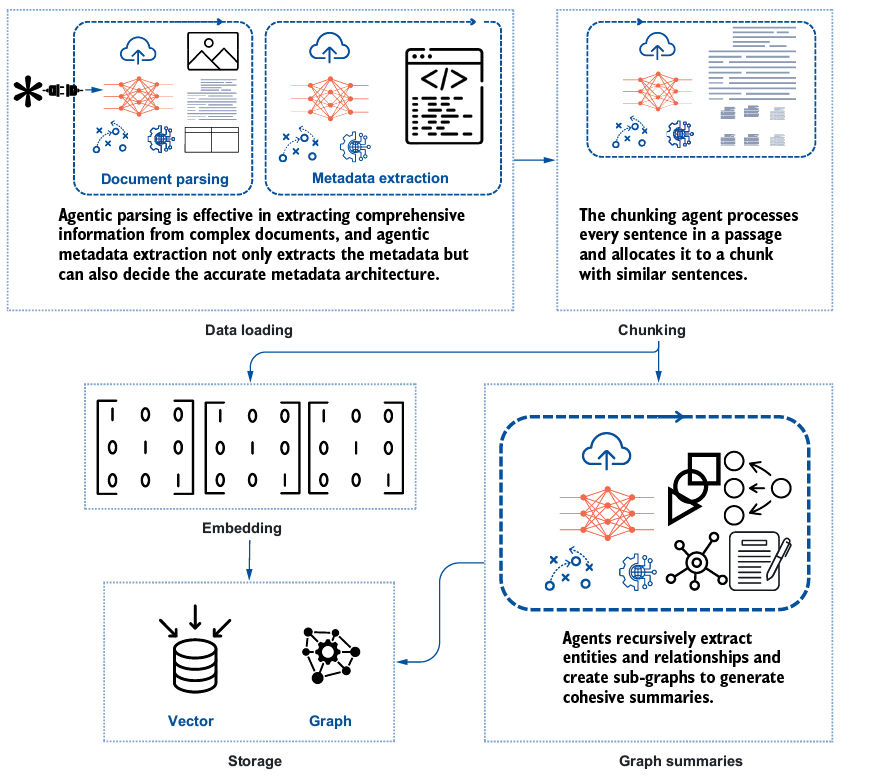 Document parsing
Metadata extraction
Agentic parsing is effective in extracting comprehensive
information from complex documents, and agentic
metadata extraction not only extracts the metadata but
can also decide the accurate metadata architecture.
Data loading
The chunking agent processes
every sentence in a passage
and allocates it to a chunk
with similar sentences.
Chunking
1 0 0 1 0 0 1 0 0
0 1 0 0 1 0 0 1 0
0 0 1 0 0 1 0 0 1
Embedding
Vector
Graph
Storage
Agents recursively extract
entities and relationships and
create sub-graphs to generate
cohesive summaries.
Graph summaries